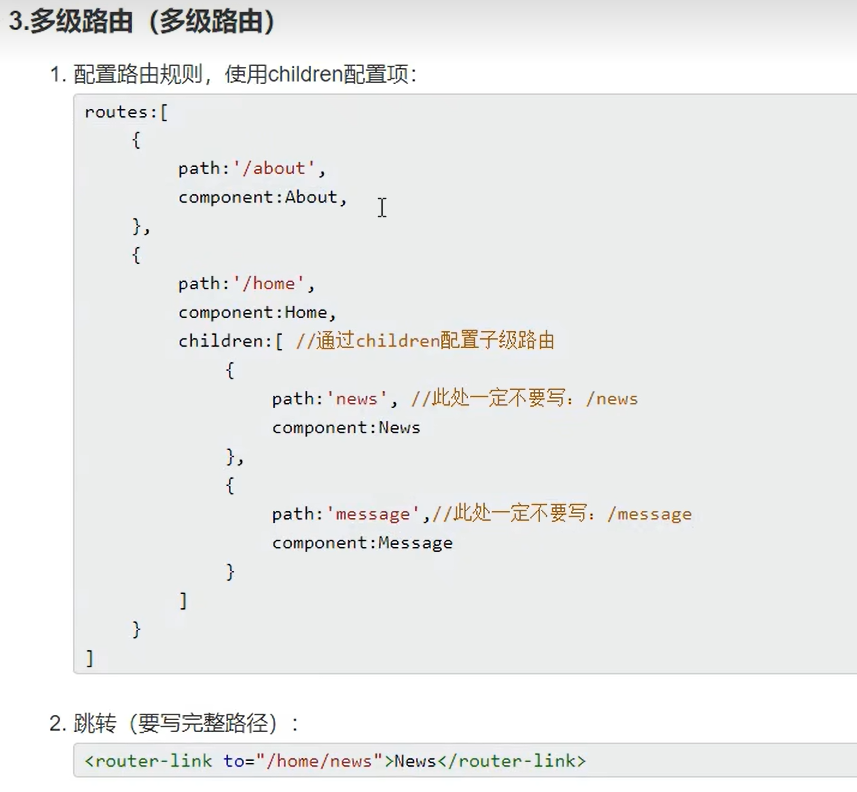 3.多级路由（多级路由）
1. 配置路由规则，使用children配置项：
routes:[
{
path:'/about',
component:About,
},
{
path:'/home',
component:Home,
children:[ //通过children配置子级路由
{
path:'news', //此处一定不要写：/news
component:News
},
{
path:'message',//此处一定不要写：/message
component:Message
}
]
}
]
2. 跳转（要写完整路径）：
<router-link to="/home/news">News</router-link>